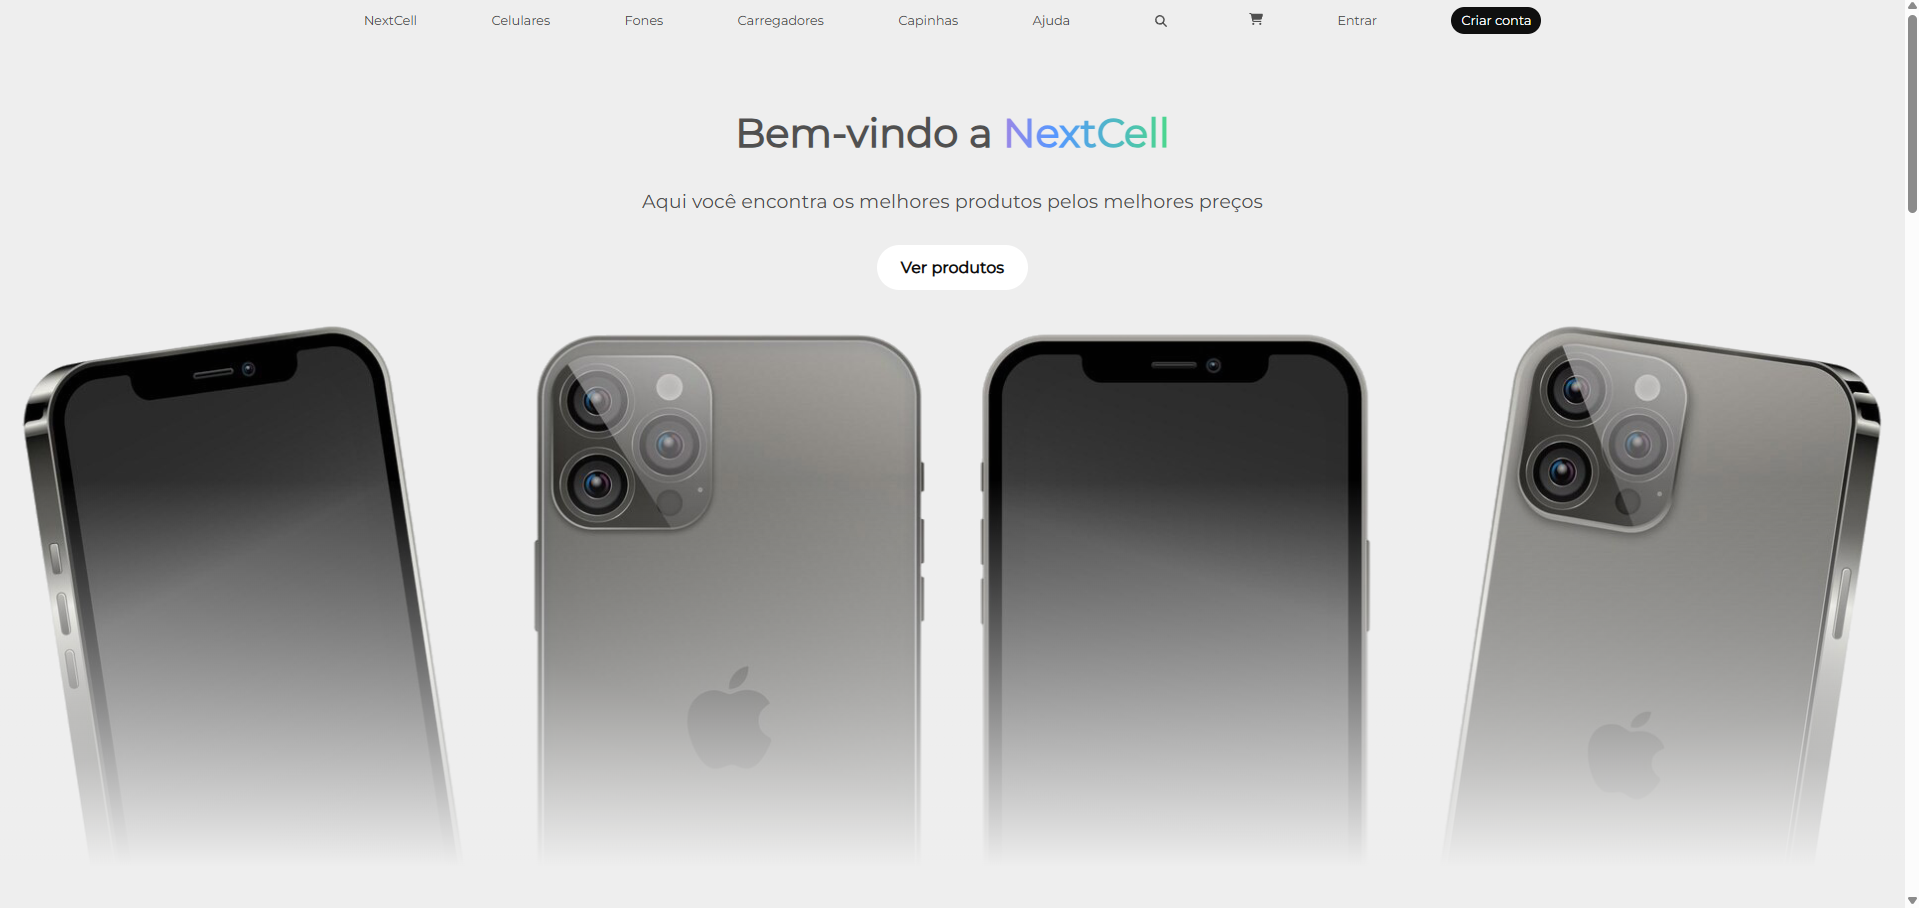 NextCell Celulares Fones Carregadores Capinhas Ajuda Entrar Criar conta
Bem-vindo a NextCell
Aqui você encontra os melhores produtos pelos melhores preços
Ver produtos